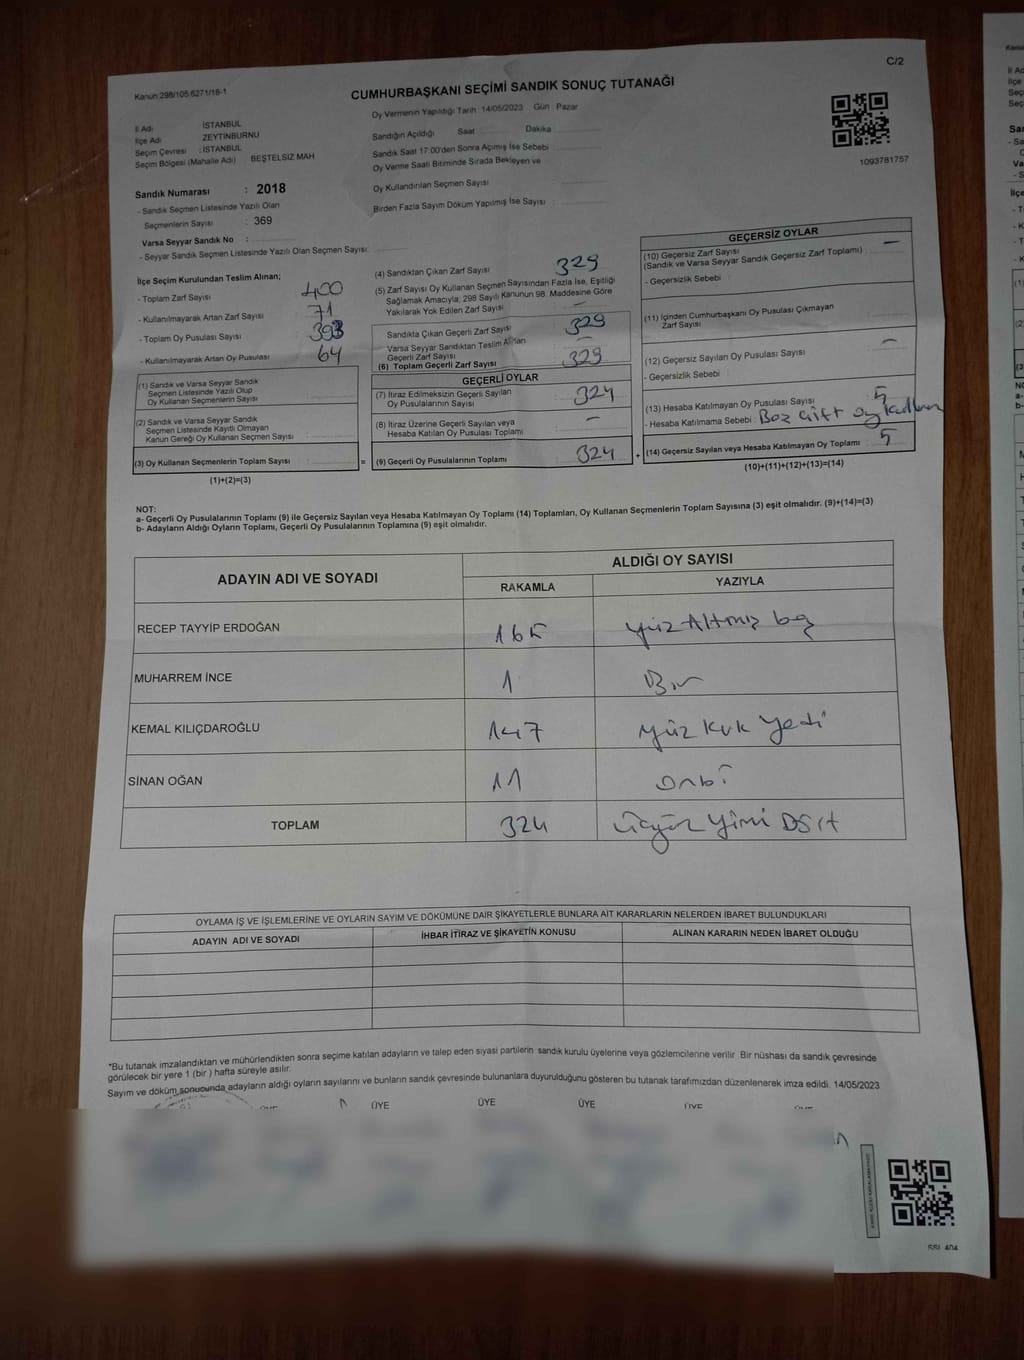 C/2
Kanun:298/105;6271/18-1
CUMHURBAŞKANI SEÇİMİ SANDIK SONUÇ TUTANAĞI
Oy Vermenin Yapıldığı Tarih :14/05/2023 Gün : Pazar
İl Adı : İSTANBUL
İlçe Adı : ZEYTİNBURNU
Seçim Çevresi : İSTANBUL
Seçim Bölgesi (Mahalle Adı) : BEŞTELSİZ MAH
Sandığın Açıldığı Saat Dakika
Sandık Saat 17:00'den Sonra Açımış İse Sebebi
Oy Verme Saati Bitiminde Sırada Bekleyen ve
Oy Kullandırılan Seçmen Sayısı
Birden Fazla Sayım Döküm Yapılmış İse Sayısı :
1093781757
Sandık Numarası : 2018
- Sandık Seçmen Listesinde Yazılı Olan
Seçmenlerin Sayısı : 369
Varsa Seyyar Sandık No :
- Seyyar Sandık Seçmen Listesinde Yazılı Olan Seçmen Sayısı:
İlçe Seçim Kurulundan Teslim Alınan;
- Toplam Zarf Sayısı 400
- Kullanılmayarak Artan Zarf Sayısı : 71
- Toplam Oy Pusulası Sayısı 393
- Kullanılmayarak Artan Oy Pusulası 64
(1) Sandık ve Varsa Seyyar Sandık
Seçmen Listesinde Yazılı Olup
Oy Kullanan Seçmenlerin Sayısı :
(2) Sandık ve Varsa Seyyar Sandık
Seçmen Listesinde Kayıtlı Olmayan
Kanun Gereği Oy Kullanan Seçmen Sayısı :
(3) Oy Kullanan Seçmenlerin Toplam Sayısı :
(1)+(2)=(3)
(4) Sandıktan Çıkan Zarf Sayısı 329
(5) Zarf Sayısı Oy Kullanan Seçmen Sayısından Fazla İse, Eşitliği
Sağlamak Amacıyla, 298 Sayılı Kanunun 98. Maddesine Göre
Yakılarak Yok Edilen Zarf Sayısı —
Sandıkta Çıkan Geçerli Zarf Sayısı 329
Varsa Seyyar Sandıktan Teslim Alınan
Geçerli Zarf Sayısı —
(6) Toplam Geçerli Zarf Sayısı 329
GEÇERLİ OYLAR
(7) İtiraz Edilmeksizin Geçerli Sayılan
Oy Pusulalarının Sayısı 324
(8) İtiraz Üzerine Geçerli Sayılan veya
Hesaba Katılan Oy Pusulası Toplamı —
= (9) Geçerli Oy Pusulalarının Toplamı 324 +
GEÇERSİZ OYLAR
(10) Geçersiz Zarf Sayısı
(Sandık ve Varsa Seyyar Sandık Geçersiz Zarf Toplamı) —
- Geçersizlik Sebebi :
(11) İçinden Cumhurbaşkanı Oy Pusulası Çıkmayan
Zarf Sayısı
(12) Geçersiz Sayılan Oy Pusulası Sayısı —
- Geçersizlik Sebebi :
(13) Hesaba Katılmayan Oy Pusulası Sayısı 5
- Hesaba Katılmama Sebebi : Boz çift oy kullanan
(14) Geçersiz Sayılan veya Hesaba Katılmayan Oy Toplamı : 5
(10)+(11)+(12)+(13)=(14)
NOT:
a- Geçerli Oy Pusulalarının Toplamı (9) ile Geçersiz Sayılan veya Hesaba Katılmayan Oy Toplamı (14) Toplamları, Oy Kullanan Seçmenlerin Toplam Sayısına (3) eşit olmalıdır. (9)+(14)=(3)
b- Adayların Aldığı Oyların Toplamı, Geçerli Oy Pusulalarının Toplamına (9) eşit olmalıdır.
ADAYIN ADI VE SOYADI ALDIĞI OY SAYISI
RAKAMLA YAZIYLA
RECEP TAYYİP ERDOĞAN 165 yüz Altmış beş
MUHARREM İNCE 1 Bir
KEMAL KILIÇDAROĞLU 147 yüz Kırk Yedi
SİNAN OĞAN 11 Onbi
TOPLAM 324 üçyüz Yirmi Dört
OYLAMA İŞ VE İŞLEMLERİNE VE OYLARIN SAYIM VE DÖKÜMÜNE DAİR ŞİKAYETLERLE BUNLARA AİT KARARLARIN NELERDEN İBARET BULUNDUKLARI
ADAYIN ADI VE SOYADI İHBAR İTİRAZ VE ŞİKAYETİN KONUSU ALINAN KARARIN NEDEN İBARET OLDUĞU
*Bu tutanak imzalandıktan ve mühürlendikten sonra seçime katılan adayların ve talep eden siyasi partilerin sandık kurulu üyelerine veya gözlemcilerine verilir. Bir nüshası da sandık çevresinde
görülecek bir yere 1 (bir ) hafta süreyle asılır.
Sayım ve döküm sonucunda adayların aldığı oyların sayılarını ve bunların sandık çevresinde bulunanlara duyurulduğunu gösteren bu tutanak tarafımızdan düzenlenerek imza edildi. 14/05/2023
ÜYE ÜYE ÜYE ÜYE